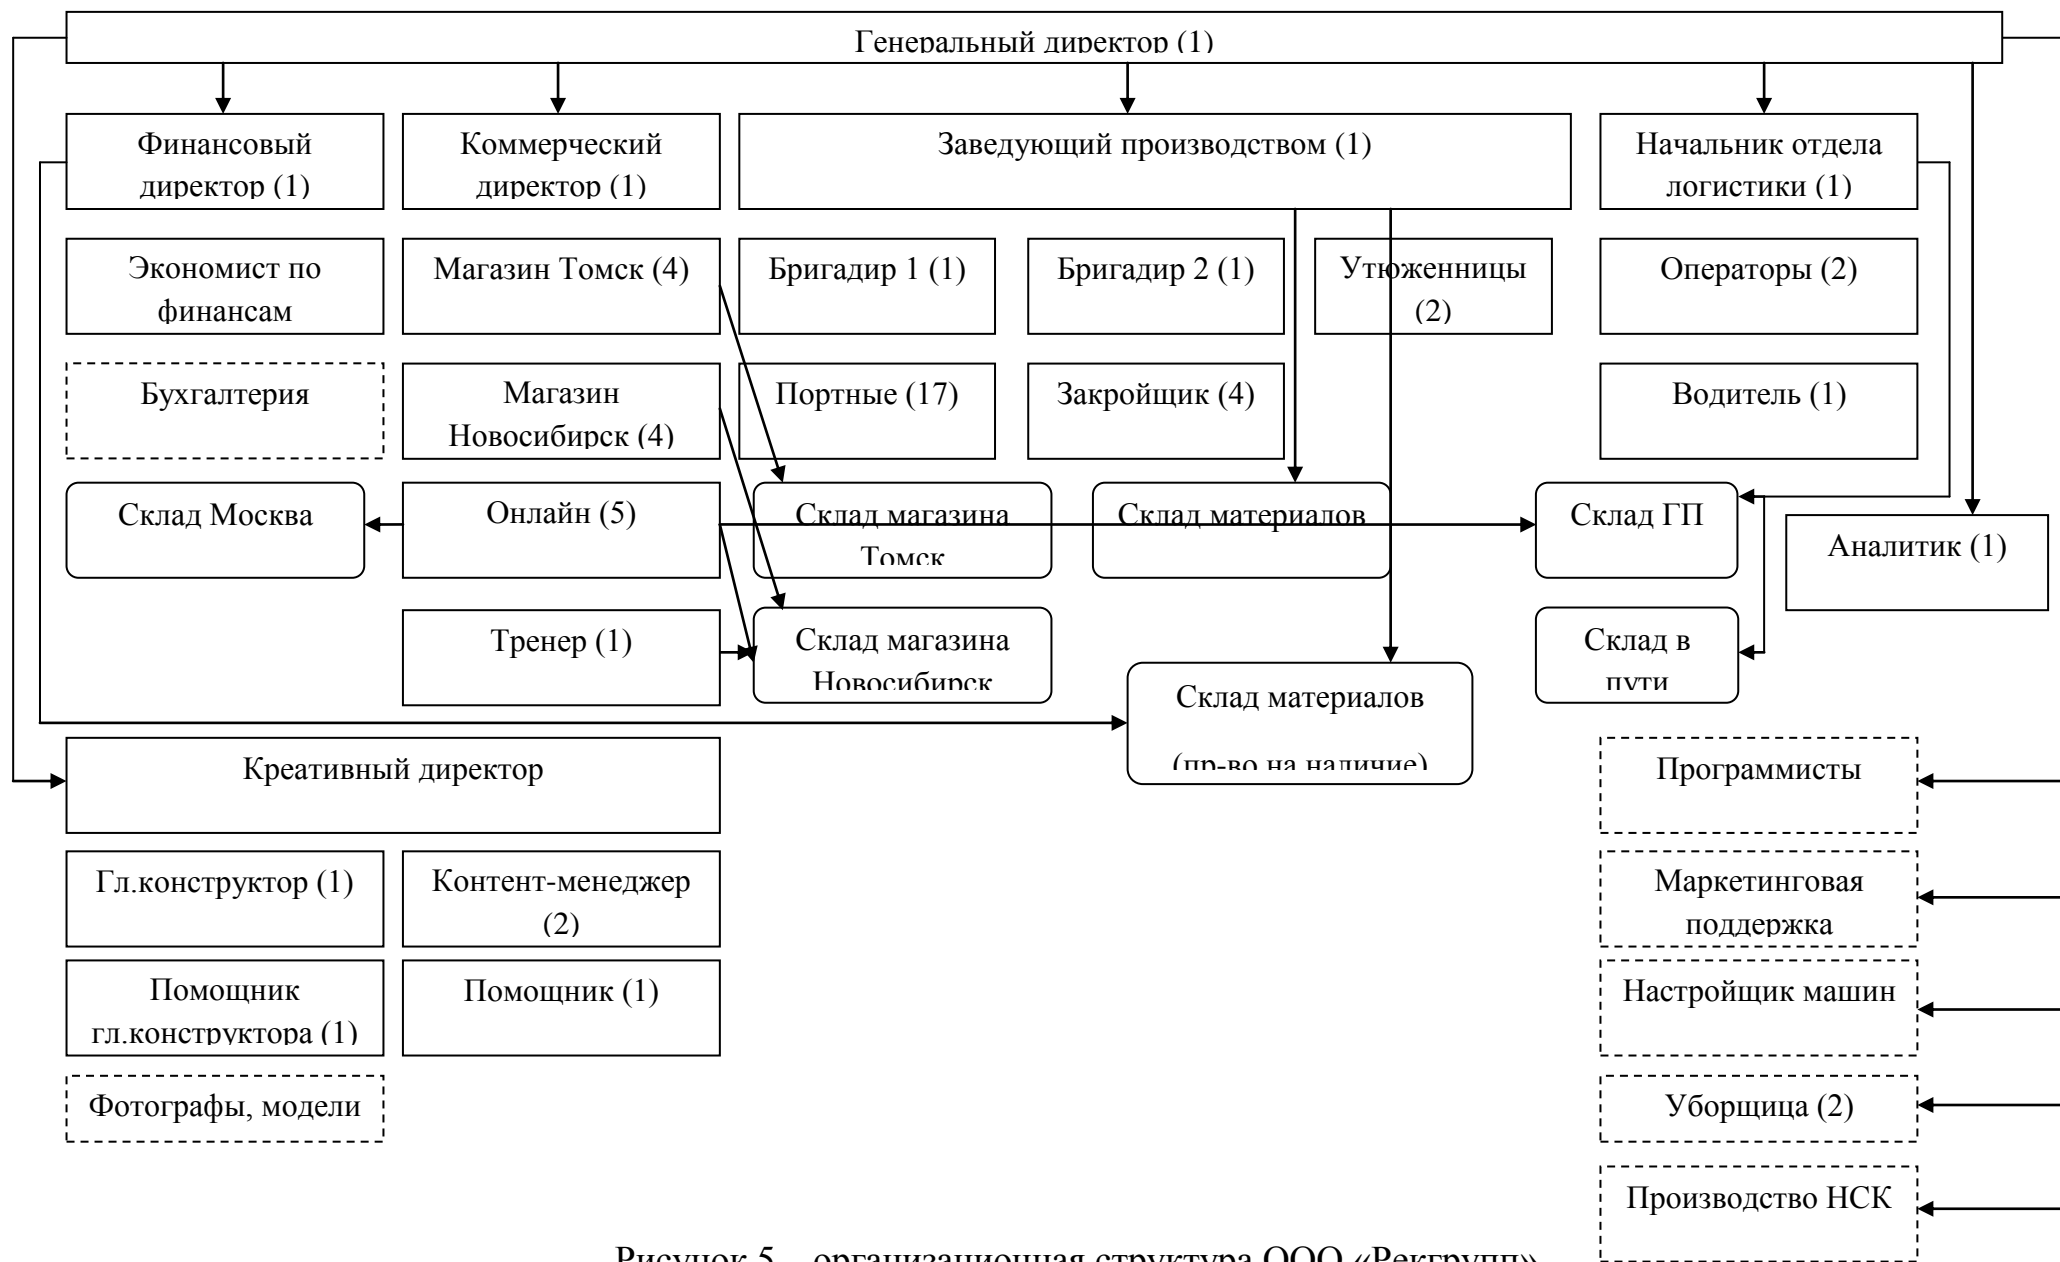 Генеральный директор (1)
Финансовый
директор (1)
Коммерческий
директор (1)
Заведующий производством (1)
Начальник отдела
логистики (1)
Экономист по
финансам
Магазин Томск (4)
Бригадир 1 (1)
Бригадир 2 (1)
Утюженницы
(2)
Операторы (2)
Бухгалтерия
Магазин
Новосибирск (4)
Портные (17)
Закройщик (4)
Водитель (1)
Склад Москва
Онлайн (5)
Склад магазина
Томск
Склад материалов
Склад ГП
Аналитик (1)
Тренер (1)
Склад магазина
Новосибирск
Склад материалов
(пр-во на наличие)
Склад в
пути
Креативный директор
Программисты
Гл.конструктор (1)
Контент-менеджер
(2)
Маркетинговая
поддержка
Помощник
гл.конструктора (1)
Помощник (1)
Настройщик машин
Фотографы, модели
Уборщица (2)
Производство НСК
Рисунок 5 – организационная структура ООО «Рекгрупп»